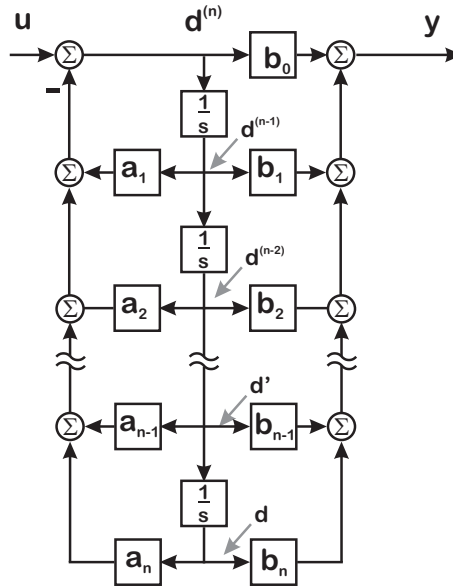 u d⁽ⁿ⁾ y
Σ b₀ Σ
−
1/s
d⁽ⁿ⁻¹⁾
Σ a₁ b₁ Σ
1/s
d⁽ⁿ⁻²⁾
Σ a₂ b₂ Σ
d’
Σ aₙ₋₁ bₙ₋₁ Σ
1/s
d
aₙ bₙ